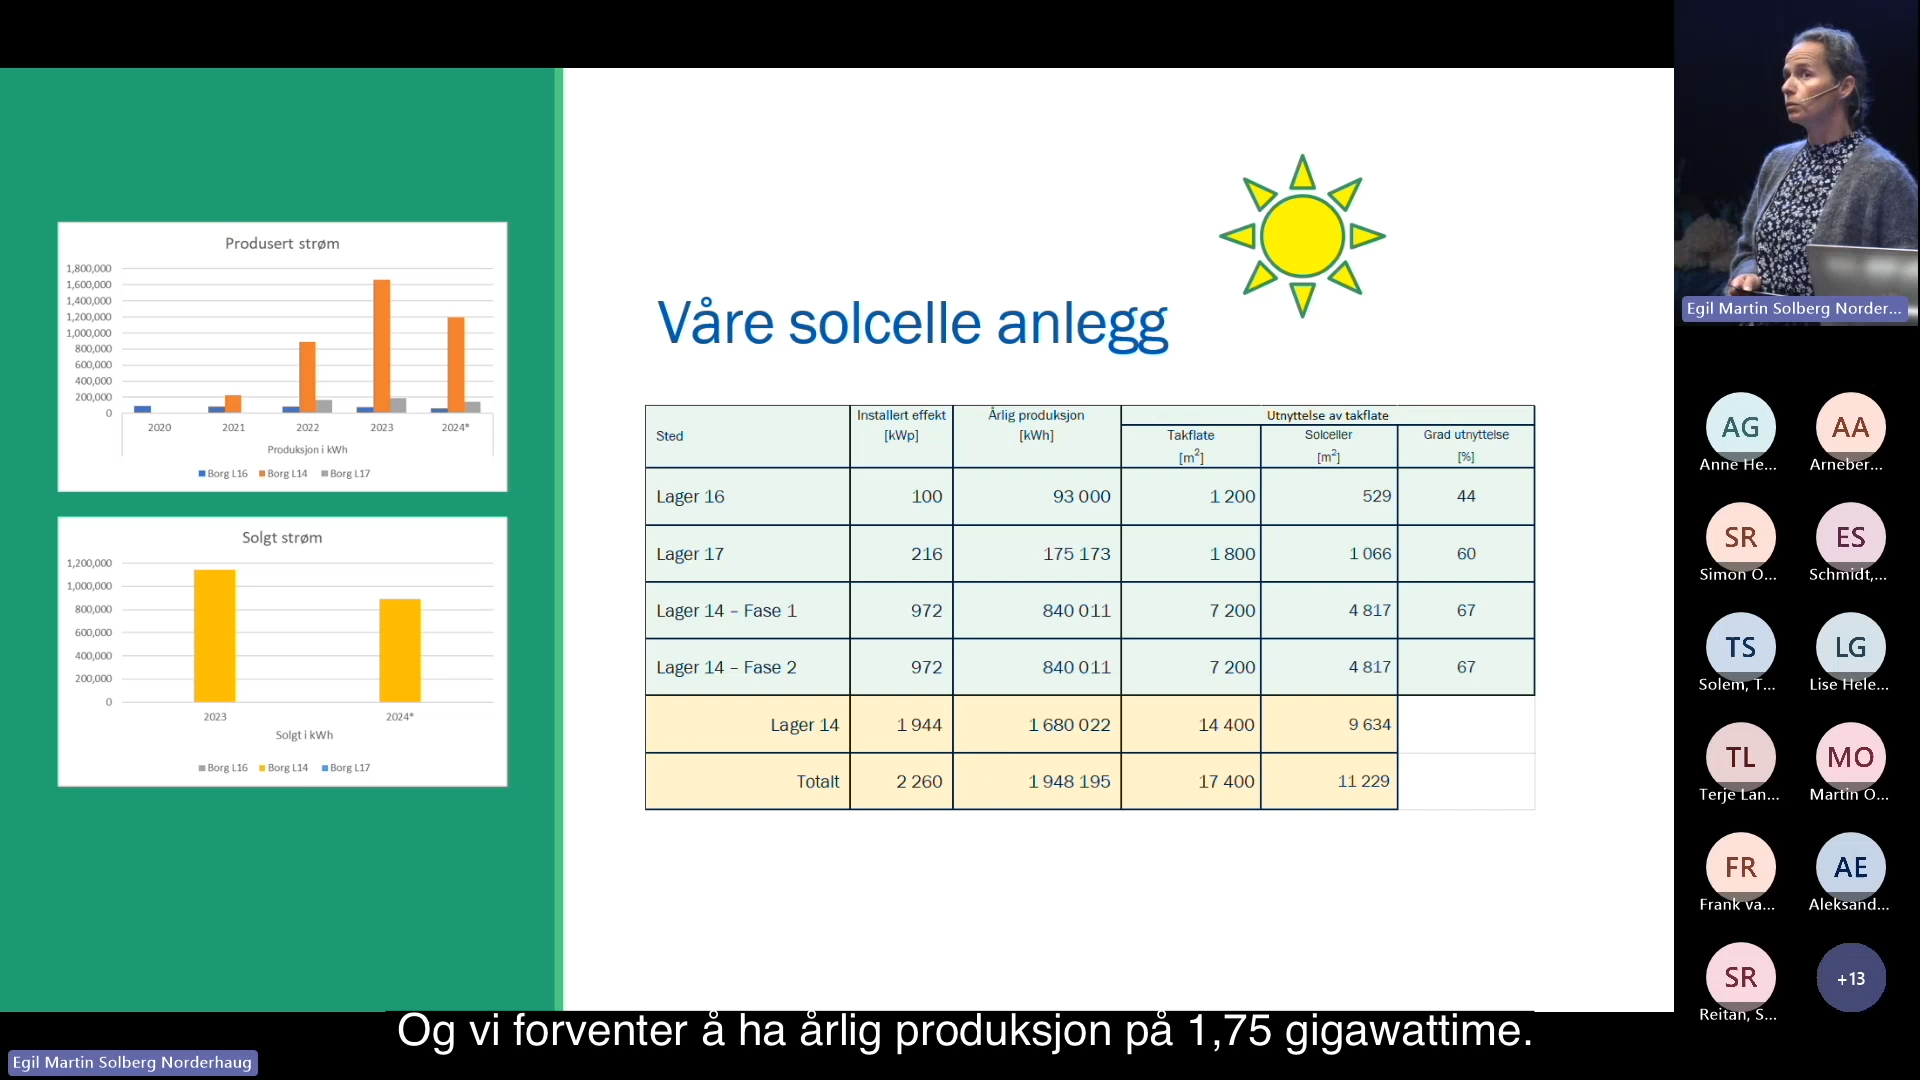 Produsert strøm
1,800,000
1,600,000
1,400,000
1,200,000
1,000,000
800,000
600,000
400,000
200,000
0
2020 2021 2022 2023 2024*
Produksjon i kWh
Borg L16 Borg L14 Borg L17
Solgt strøm
1,200,000
1,000,000
800,000
600,000
400,000
200,000
0
2023 2024*
Solgt i kWh
Borg L16 Borg L14 Borg L17
Våre solcelle anlegg
Sted Installert effekt [kWp] Årlig produksjon [kWh] Utnyttelse av takflate
Takflate [m²] Solceller [m²] Grad utnyttelse [%]
Lager 16 100 93 000 1 200 529 44
Lager 17 216 175 173 1 800 1 066 60
Lager 14 – Fase 1 972 840 011 7 200 4 817 67
Lager 14 – Fase 2 972 840 011 7 200 4 817 67
Lager 14 1 944 1 680 022 14 400 9 634
Totalt 2 260 1 948 195 17 400 11 229
Og vi forventer å ha årlig produksjon på 1,75 gigawattime.
Egil Martin Solberg Norderhaug
Egil Martin Solberg Norder...
AG AA
Anne He... Arneber...
SR ES
Simon O... Schmidt,...
TS LG
Solem, T... Lise Hele...
TL MO
Terje Lan... Martin O...
FR AE
Frank va... Aleksand...
SR +13
Reitan, S...